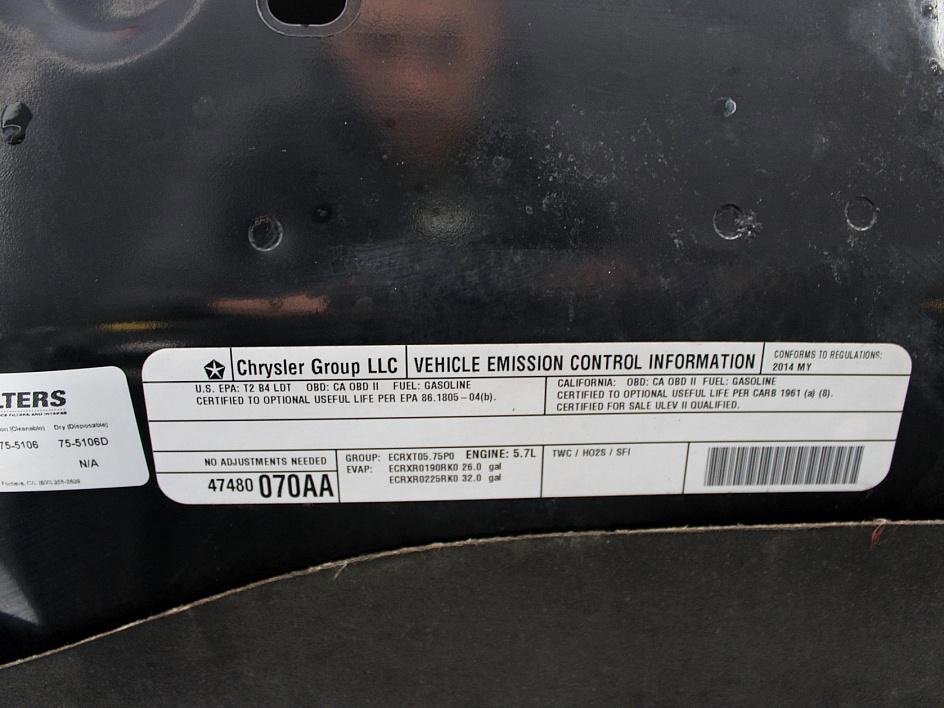 LTERS
on (Cleanable) Dry (Disposable)
75-5106 75-5106D
N/A
Chrysler Group LLC
VEHICLE EMISSION CONTROL INFORMATION
CONFORMS TO REGULATIONS:
2014 MY
U.S. EPA: T2 B4 LDT OBD: CA OBD II FUEL: GASOLINE
CERTIFIED TO OPTIONAL USEFUL LIFE PER EPA 86.1805-04(b).
CALIFORNIA: OBD: CA OBD II FUEL: GASOLINE
CERTIFIED TO OPTIONAL USEFUL LIFE PER CARB 1961 (a) (8).
CERTIFIED FOR SALE ULEV II QUALIFIED.
NO ADJUSTMENTS NEEDED
47480 070AA
GROUP: ECRXT05.75P0 ENGINE: 5.7L
EVAP: ECRXR0190RK0 26.0 gal
ECRXR0225RK0 32.0 gal
TWC / HO2S / SFI